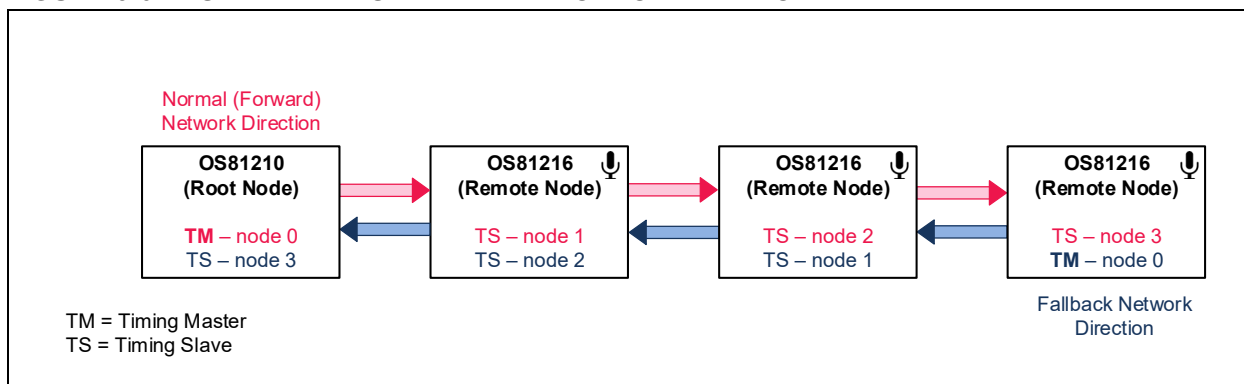 Normal (Forward)
Network Direction
OS81210
(Root Node)
TM – node 0
TS – node 3
OS81216
(Remote Node)
TS – node 1
TS – node 2
OS81216
(Remote Node)
TS – node 2
TS – node 1
OS81216
(Remote Node)
TS – node 3
TM – node 0
TM = Timing Master
TS = Timing Slave
Fallback Network
Direction